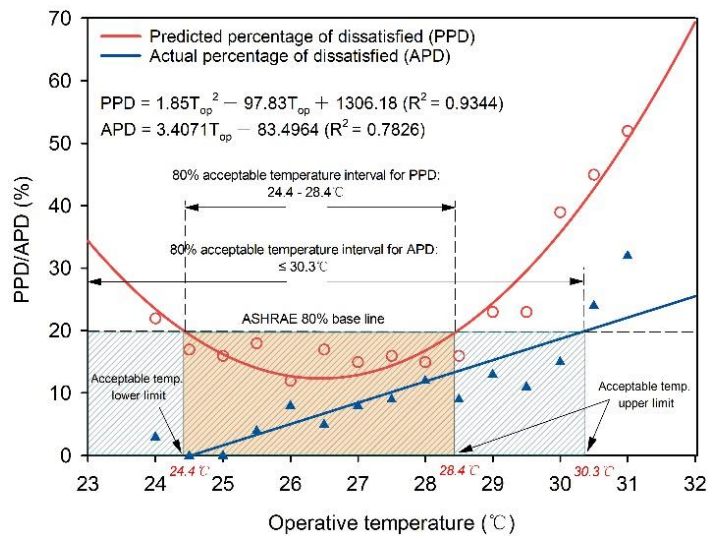 70
60
50
40
30
20
10
0
PPD/APD (%)
Predicted percentage of dissatisfied (PPD)
Actual percentage of dissatisfied (APD)
PPD = 1.85Top² − 97.83Top + 1306.18 (R² = 0.9344)
APD = 3.4071Top − 83.4964 (R² = 0.7826)
80% acceptable temperature interval for PPD:
24.4 - 28.4℃
80% acceptable temperature interval for APD:
≤ 30.3℃
ASHRAE 80% base line
Acceptable temp.
lower limit
Acceptable temp.
upper limit
24.4 ℃
28.4 ℃
30.3 ℃
23 24 25 26 27 28 29 30 31 32
Operative temperature (℃)